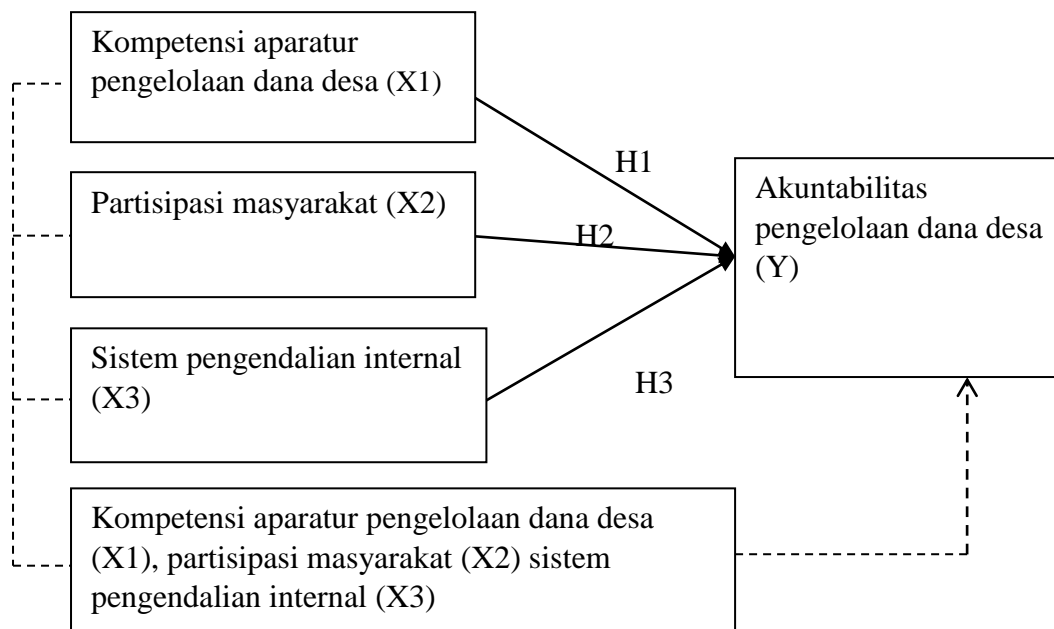 Kompetensi aparatur
pengelolaan dana desa (X1)
H1
Partisipasi masyarakat (X2)
H2
Akuntabilitas
pengelolaan dana desa
(Y)
Sistem pengendalian internal
(X3)
H3
Kompetensi aparatur pengelolaan dana desa
(X1), partisipasi masyarakat (X2) sistem
pengendalian internal (X3)